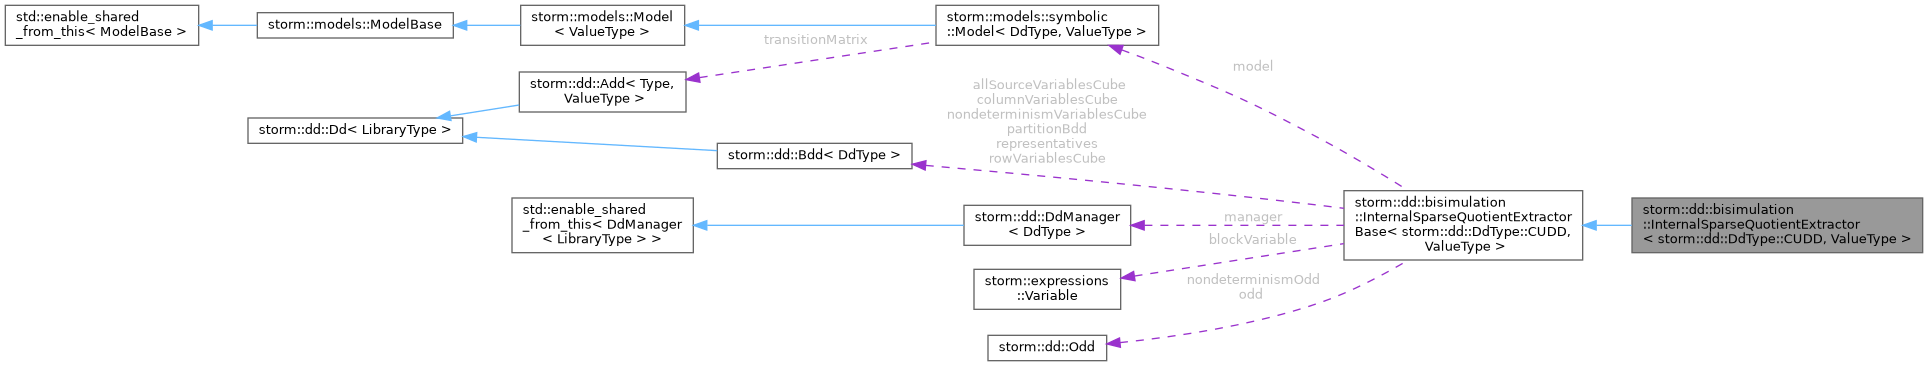 std::enable_shared
_from_this< ModelBase >
storm::models::ModelBase
storm::models::Model
< ValueType >
storm::models::symbolic
::Model< DdType, ValueType >
transitionMatrix
model
storm::dd::Add< Type,
ValueType >
storm::dd::Dd< LibraryType >
storm::dd::Bdd< DdType >
allSourceVariablesCube
columnVariablesCube
nondeterminismVariablesCube
partitionBdd
representatives
rowVariablesCube
std::enable_shared
_from_this< DdManager
< LibraryType > >
storm::dd::DdManager
< DdType >
manager
blockVariable
storm::expressions
::Variable
nondeterminismOdd
odd
storm::dd::Odd
storm::dd::bisimulation
::InternalSparseQuotientExtractor
Base< storm::dd::DdType::CUDD,
ValueType >
storm::dd::bisimulation
::InternalSparseQuotientExtractor
< storm::dd::DdType::CUDD, ValueType >